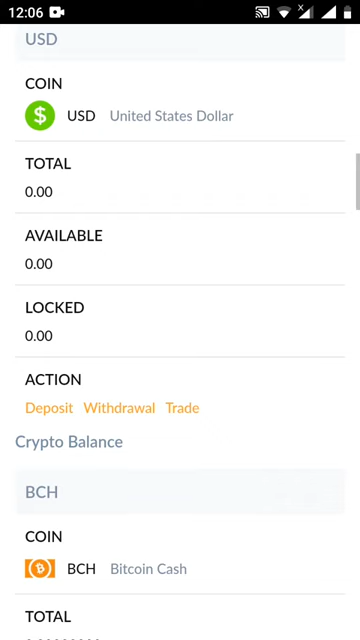 12:06
USD
COIN
USD United States Dollar
TOTAL
0.00
AVAILABLE
0.00
LOCKED
0.00
ACTION
Deposit Withdrawal Trade
Crypto Balance
BCH
COIN
BCH Bitcoin Cash
TOTAL